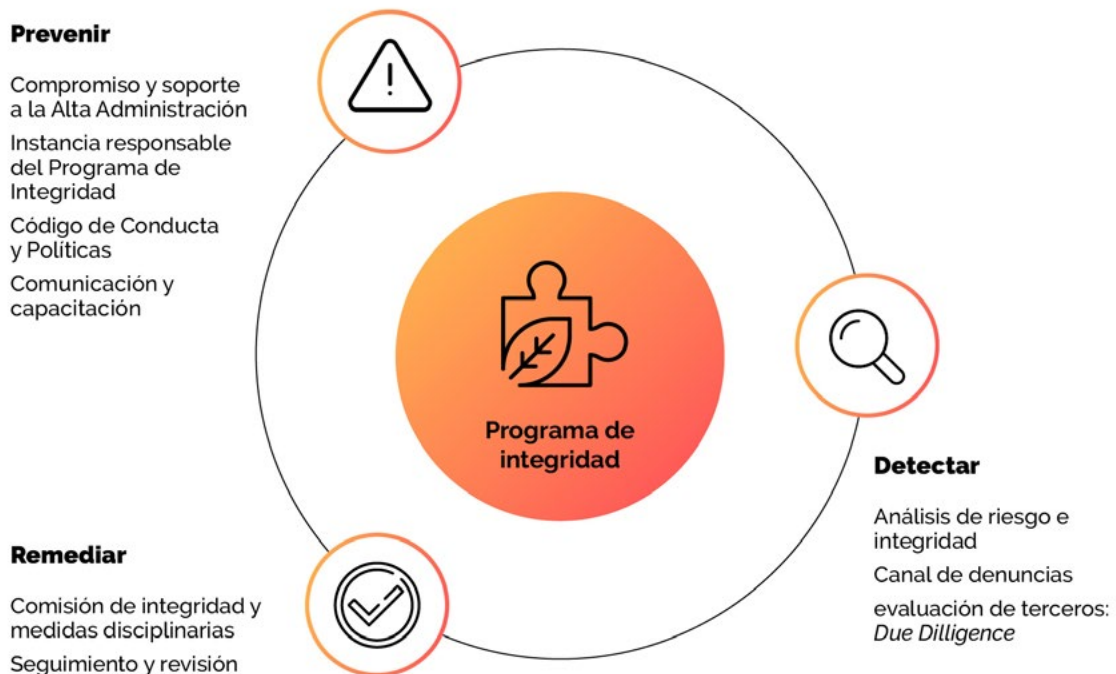 Prevenir
Compromiso y soporte
a la Alta Administración
Instancia responsable
del Programa de
Integridad
Código de Conducta
y Políticas
Comunicación y
capacitación
Programa de
integridad
Detectar
Análisis de riesgo e
integridad
Canal de denuncias
evaluación de terceros:
Due Dilligence
Remediar
Comisión de integridad y
medidas disciplinarias
Seguimiento y revisión